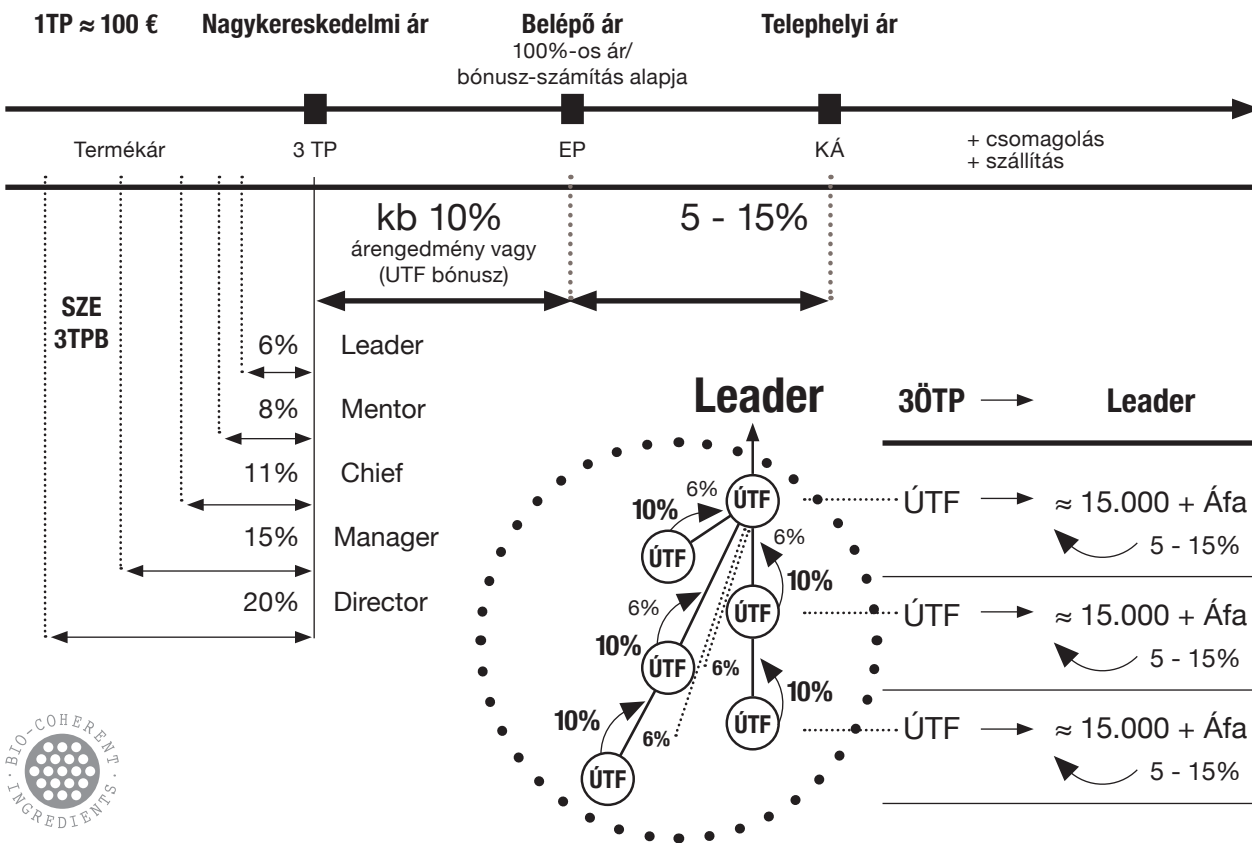 1TP ≈ 100 €
Nagykereskedelmi ár
Belépő ár
100%-os ár/
bónusz-számítás alapja
Telephelyi ár
Termékár
3 TP
EP
KÁ
+ csomagolás
+ szállítás
kb 10%
árengedmény vagy
(UTF bónusz)
5 - 15%
SZE
3TPB
6% Leader
8% Mentor
11% Chief
15% Manager
20% Director
Leader
ÚTF
6%
10%
ÚTF
6%
10%
ÚTF
6%
10%
ÚTF
6%
10%
ÚTF
10%
6%
ÚTF
3ÖTP Leader
ÚTF ≈ 15.000 + Áfa
5 - 15%
ÚTF ≈ 15.000 + Áfa
5 - 15%
ÚTF ≈ 15.000 + Áfa
5 - 15%
· BIO-COHERENT ·
INGREDIENTS